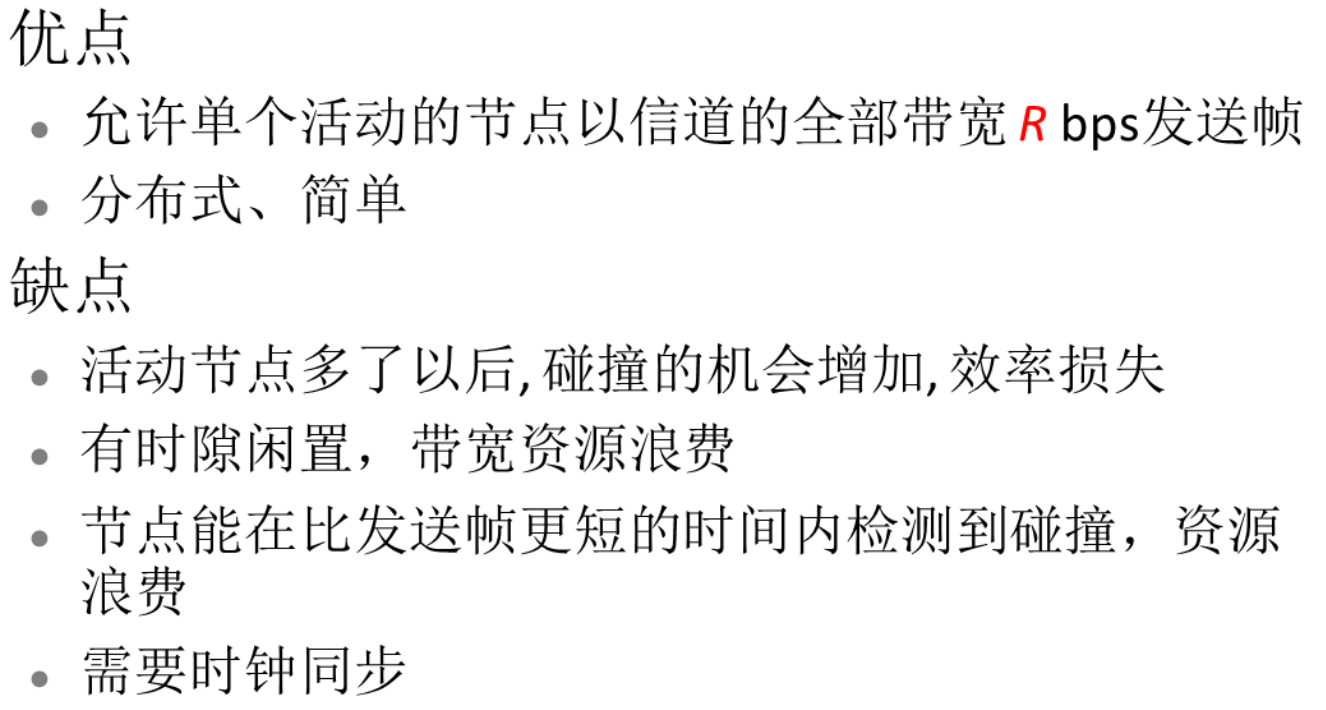 优点
• 允许单个活动的节点以信道的全部带宽 R bps发送帧
• 分布式、简单
缺点
• 活动节点多了以后, 碰撞的机会增加, 效率损失
• 有时隙闲置，带宽资源浪费
• 节点能在比发送帧更短的时间内检测到碰撞，资源
浪费
• 需要时钟同步